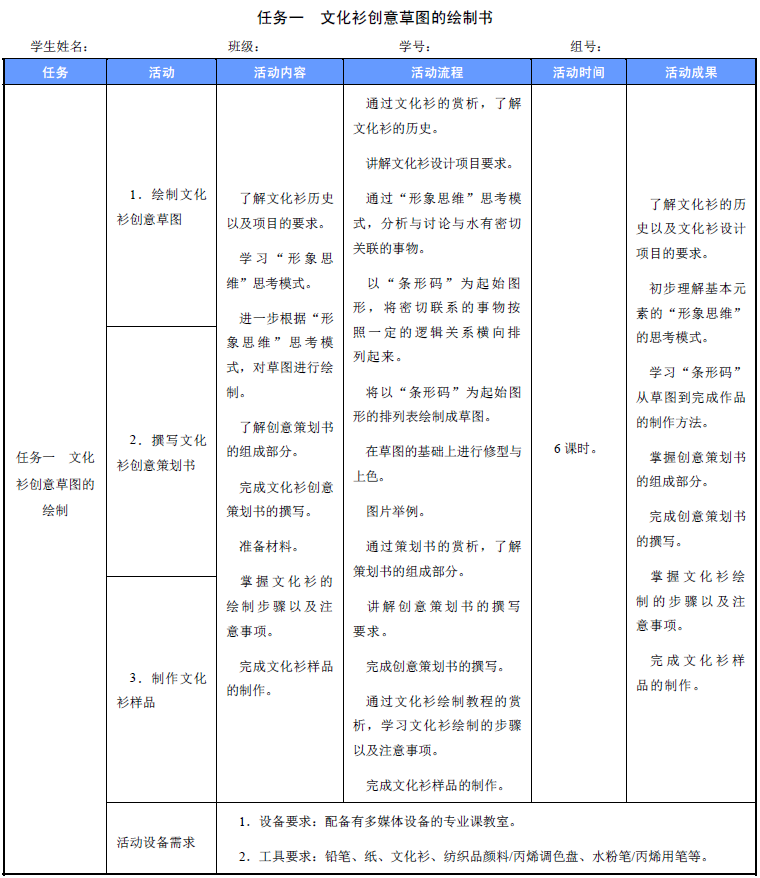 任务一　文化衫创意草图的绘制书
学生姓名：　班级：　学号：　组号：
任务　活动　活动内容　活动流程　活动时间　活动成果
任务一　文化
衫创意草图的
绘制
1．绘制文化
衫创意草图
2．撰写文化
衫创意策划书
3．制作文化
衫样品
了解文化衫历史
以及项目的要求。
学习“形象思
维”思考模式。
进一步根据“形
象思维”思考模
式，对草图进行绘
制。
了解创意策划书
的组成部分。
完成文化衫创意
策划书的撰写。
准备材料。
掌握文化衫的
绘制步骤以及注
意事项。
完成文化衫样品
的制作。
通过文化衫的赏析，了解
文化衫的历史。
讲解文化衫设计项目要求。
通过“形象思维”思考模
式，分析与讨论与水有密切
关联的事物。
以“条形码”为起始图
形，将密切联系的事物按
照一定的逻辑关系横向排
列起来。
将以“条形码”为起始图
形的排列表绘制成草图。
在草图的基础上进行修型与
上色。
图片举例。
通过策划书的赏析，了解
策划书的组成部分。
讲解创意策划书的撰写
要求。
完成创意策划书的撰写。
通过文化衫绘制教程的赏
析，学习文化衫绘制的步骤
以及注意事项。
完成文化衫样品的制作。
6 课时。
了解文化衫的历
史以及文化衫设计
项目的要求。
初步理解基本元
素的“形象思维”
的思考模式。
学习“条形码”
从草图到完成作品
的制作方法。
掌握创意策划书
的组成部分。
完成创意策划书
的撰写。
掌握文化衫绘
制的步骤以及注
意事项。
完成文化衫样
品的制作。
活动设备需求
1．设备要求：配备有多媒体设备的专业课教室。
2．工具要求：铅笔、纸、文化衫、纺织品颜料/丙烯调色盘、水粉笔/丙烯用笔等。